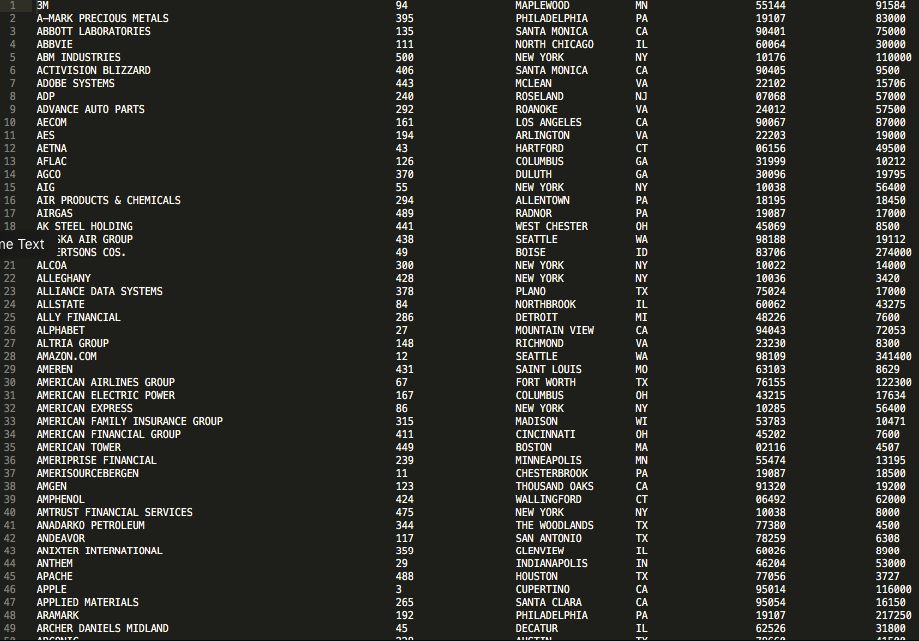 1 3M 94 MAPLEWOOD MN 55144 91584
2 A-MARK PRECIOUS METALS 395 PHILADELPHIA PA 19107 83000
3 ABBOTT LABORATORIES 135 SANTA MONICA CA 90401 75000
4 ABBVIE 111 NORTH CHICAGO IL 60064 30000
5 ABM INDUSTRIES 500 NEW YORK NY 10176 110000
6 ACTIVISION BLIZZARD 406 SANTA MONICA CA 90405 9500
7 ADOBE SYSTEMS 443 MCLEAN VA 22102 15706
8 ADP 240 ROSELAND NJ 07068 57000
9 ADVANCE AUTO PARTS 292 ROANOKE VA 24012 57500
10 AECOM 161 LOS ANGELES CA 90067 87000
11 AES 194 ARLINGTON VA 22203 19000
12 AETNA 43 HARTFORD CT 06156 49500
13 AFLAC 126 COLUMBUS GA 31999 10212
14 AGCO 370 DULUTH GA 30096 19795
15 AIG 55 NEW YORK NY 10038 56400
16 AIR PRODUCTS & CHEMICALS 294 ALLENTOWN PA 18195 18450
17 AIRGAS 489 RADNOR PA 19087 17000
18 AK STEEL HOLDING 441 WEST CHESTER OH 45069 8500
SKA AIR GROUP 438 SEATTLE WA 98188 19112
me Text
ERTSONS COS. 49 BOISE ID 83706 274000
21 ALCOA 300 NEW YORK NY 10022 14000
22 ALLEGHANY 428 NEW YORK NY 10036 3420
23 ALLIANCE DATA SYSTEMS 378 PLANO TX 75024 17000
24 ALLSTATE 84 NORTHBROOK IL 60062 43275
25 ALLY FINANCIAL 286 DETROIT MI 48226 7600
26 ALPHABET 27 MOUNTAIN VIEW CA 94043 72053
27 ALTRIA GROUP 148 RICHMOND VA 23230 8300
28 AMAZON.COM 12 SEATTLE WA 98109 341400
29 AMEREN 431 SAINT LOUIS MO 63103 8629
30 AMERICAN AIRLINES GROUP 67 FORT WORTH TX 76155 122300
31 AMERICAN ELECTRIC POWER 167 COLUMBUS OH 43215 17634
32 AMERICAN EXPRESS 86 NEW YORK NY 10285 56400
33 AMERICAN FAMILY INSURANCE GROUP 315 MADISON WI 53783 10471
34 AMERICAN FINANCIAL GROUP 411 CINCINNATI OH 45202 7600
35 AMERICAN TOWER 449 BOSTON MA 02116 4507
36 AMERIPRISE FINANCIAL 239 MINNEAPOLIS MN 55474 13195
37 AMERISOURCEBERGEN 11 CHESTERBROOK PA 19087 18500
38 AMGEN 123 THOUSAND OAKS CA 91320 19200
39 AMPHENOL 424 WALLINGFORD CT 06492 62000
40 AMTRUST FINANCIAL SERVICES 475 NEW YORK NY 10038 8000
41 ANADARKO PETROLEUM 344 THE WOODLANDS TX 77380 4500
42 ANDEAVOR 117 SAN ANTONIO TX 78259 6308
43 ANIXTER INTERNATIONAL 359 GLENVIEW IL 60026 8900
44 ANTHEM 29 INDIANAPOLIS IN 46204 53000
45 APACHE 488 HOUSTON TX 77056 3727
46 APPLE 3 CUPERTINO CA 95014 116000
47 APPLIED MATERIALS 265 SANTA CLARA CA 95054 16150
48 ARAMARK 192 PHILADELPHIA PA 19107 217250
49 ARCHER DANIELS MIDLAND 45 DECATUR IL 62526 31800